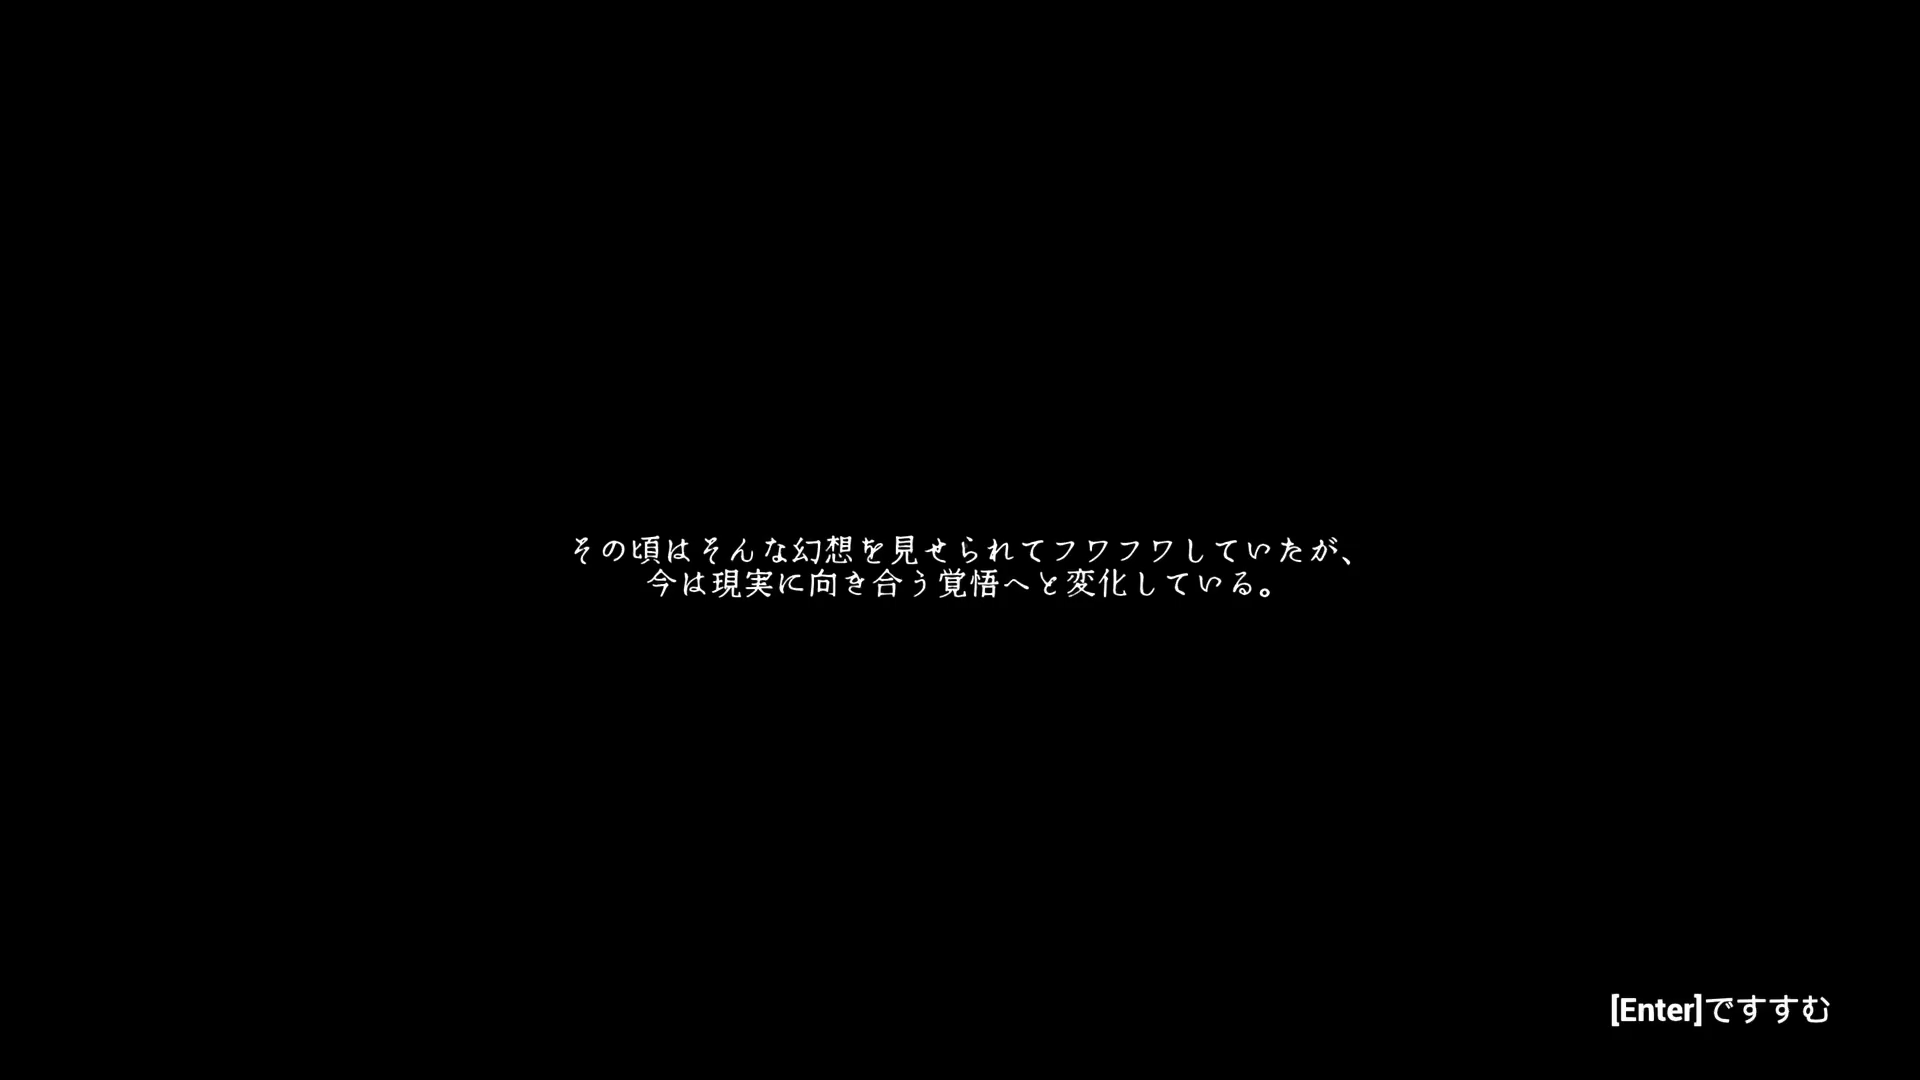 その頃はそんな幻想を見せられてフワフワしていたが、
今は現実に向き合う覚悟へと変化している。
[Enter]ですすむ